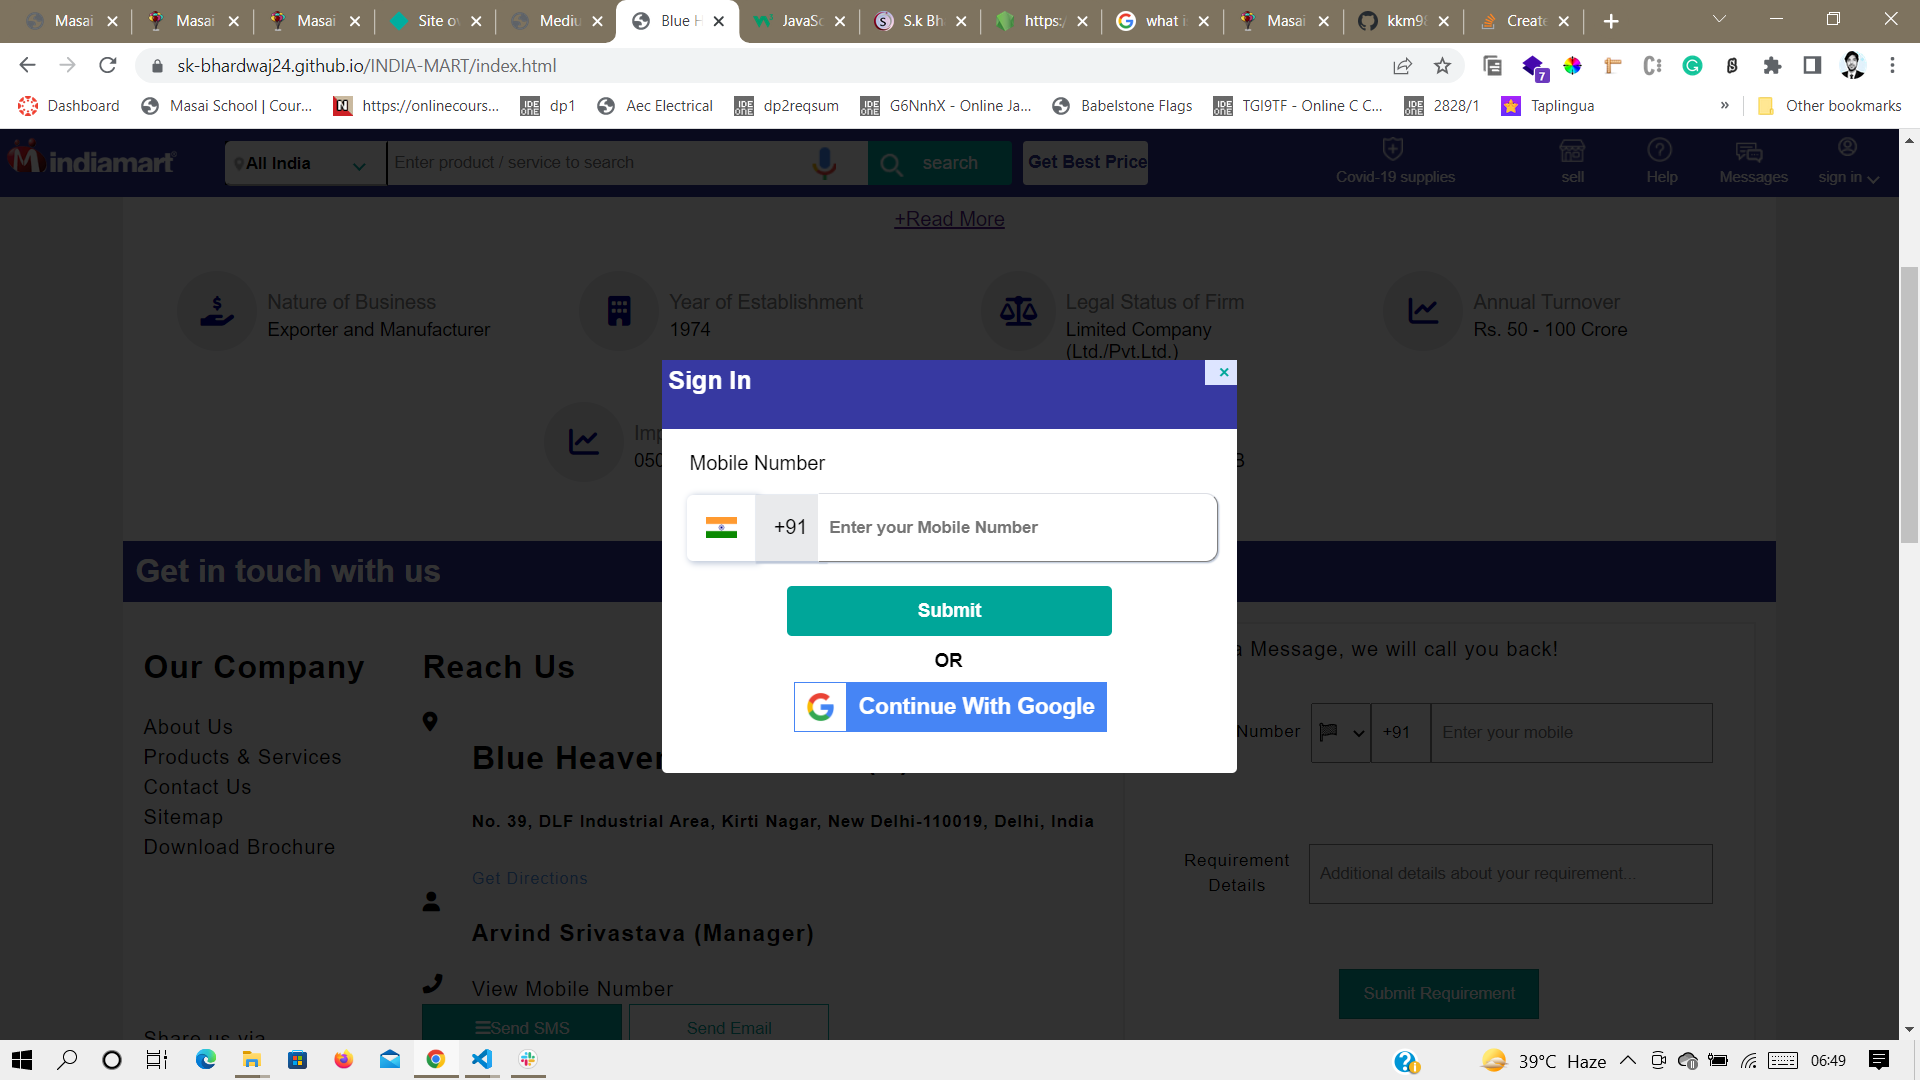 Masai
Masai
Masai
Site ov
Mediu
Blue H
JavaSc
S.k Bha
https:/
what i
Masai
kkm98
Create
sk-bhardwaj24.github.io/INDIA-MART/index.html
7
Dashboard
Masai School | Cour...
https://onlinecours...
dp1
Aec Electrical
dp2reqsum
G6NnhX - Online Ja...
Babelstone Flags
TGI9TF - Online C C...
2828/1
Taplingua
»
Other bookmarks
indiamart
All India
Enter product / service to search
search
Get Best Price
Covid-19 supplies
sell
Help
Messages
sign in
+Read More
Nature of Business
Exporter and Manufacturer
Year of Establishment
1974
Legal Status of Firm
Limited Company
(Ltd./Pvt.Ltd.)
Annual Turnover
Rs. 50 - 100 Crore
Imp
050
Sign In
×
Mobile Number
+91
Enter your Mobile Number
Submit
OR
Continue With Google
Get in touch with us
Our Company
About Us
Products & Services
Contact Us
Sitemap
Download Brochure
Share us via
Reach Us
Blue Heaven
No. 39, DLF Industrial Area, Kirti Nagar, New Delhi-110019, Delhi, India
Get Directions
Arvind Srivastava (Manager)
View Mobile Number
Send SMS
Send Email
a Message, we will call you back!
Number
+91
Enter your mobile
Requirement
Details
Additional details about your requirement...
Submit Requirement
39°C Haze
06:49